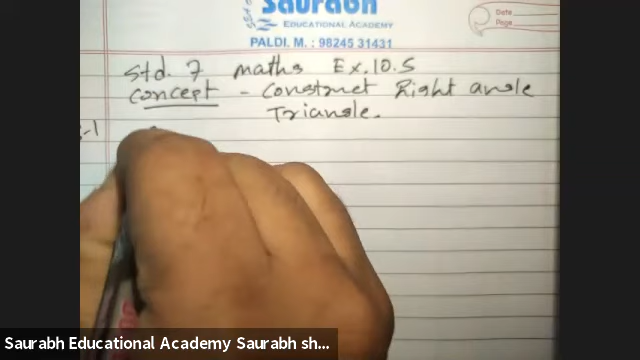 Saurabh
EDUCATIONAL ACADEMY
PALDI. M. : 98245 31431
Date
Page
Std. 7 maths Ex.10.5
Concept - Construct Right angle
Triangle.
Saurabh Educational Academy Saurabh sh...